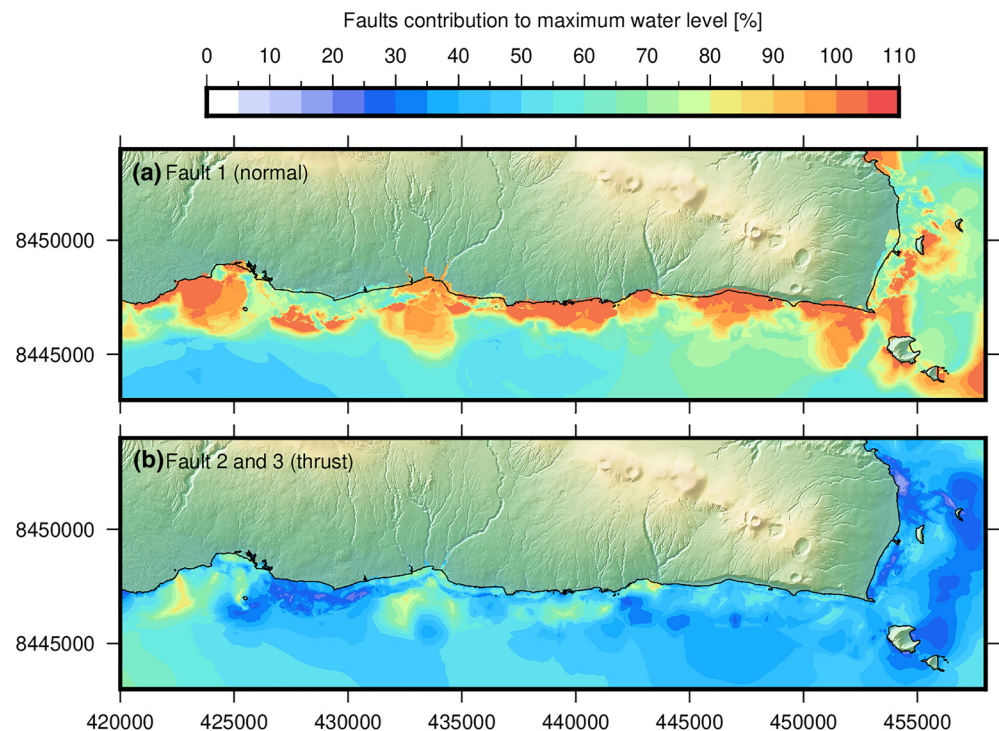 Faults contribution to maximum water level [%]
0 10 20 30 40 50 60 70 80 90 100 110
(a) Fault 1 (normal)
8450000
8445000
(b) Fault 2 and 3 (thrust)
8450000
8445000
420000 425000 430000 435000 440000 445000 450000 455000